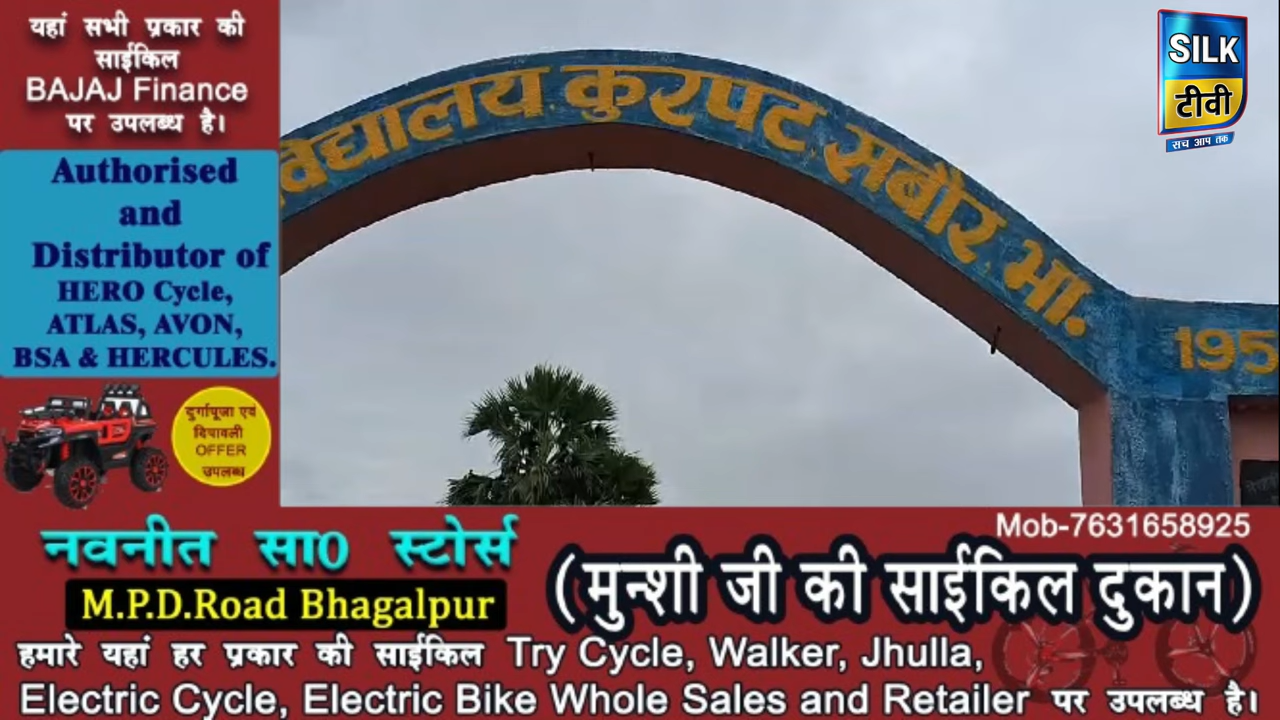 यहां सभी प्रकार की
साईकिल
BAJAJ Finance
पर उपलब्ध है।
Authorised
and
Distributor of
HERO Cycle,
ATLAS, AVON,
BSA & HERCULES.
दुर्गापूजा एवं
दिपावली
OFFER
उपलब्ध
विद्यालय कुरपट सबौर भा.
195
SILK
टीवी
सच आप तक
नवनीत सा0 स्टोर्स
M.P.D.Road Bhagalpur
Mob-7631658925
(मुन्शी जी की साईकिल दुकान)
हमारे यहां हर प्रकार की साईकिल Try Cycle, Walker, Jhulla,
Electric Cycle, Electric Bike Whole Sales and Retailer पर उपलब्ध है।